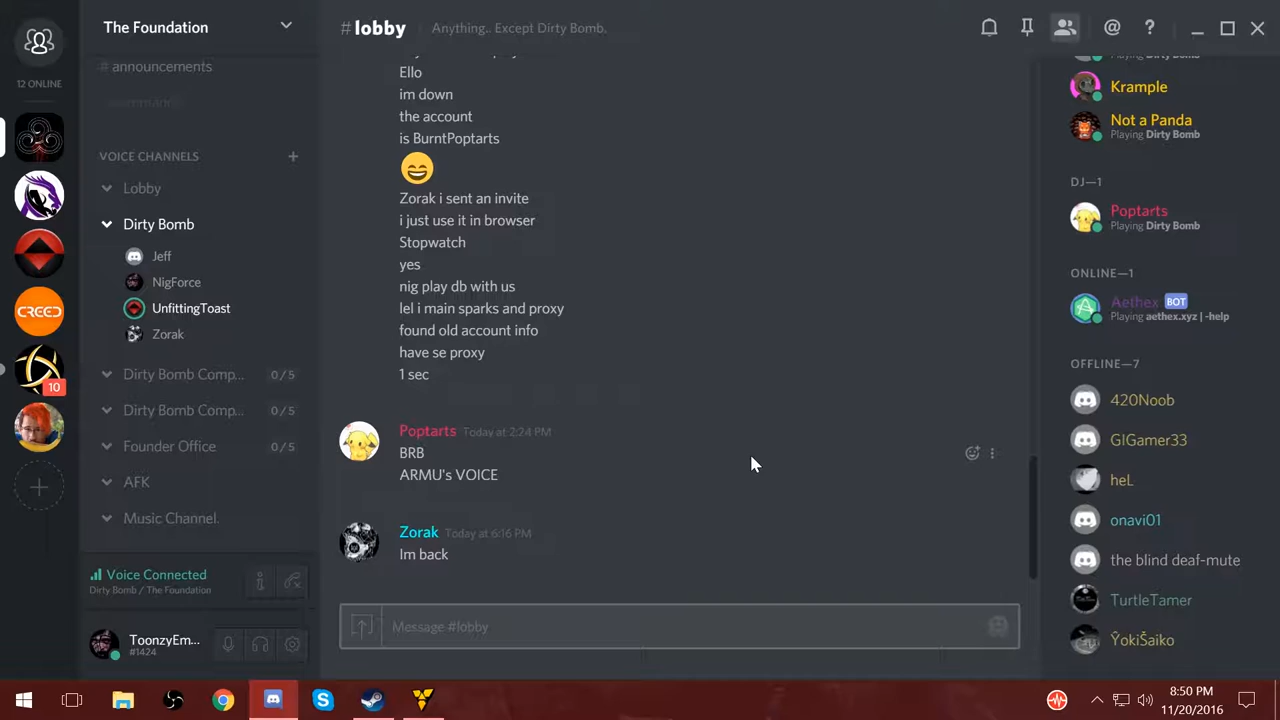 12 ONLINE
CREED
10
The Foundation
# announcements
VOICE CHANNELS
Lobby
Dirty Bomb
Jeff
NigForce
UnfittingToast
Zorak
Dirty Bomb Comp... 0/5
Dirty Bomb Comp... 0/5
Founder Office 0/5
AFK
Music Channel.
Voice Connected
Dirty Bomb / The Foundation
ToonzyEm...
#1424
#lobby Anything.. Except Dirty Bomb.
Ello
im down
the account
is BurntPoptarts
Zorak i sent an invite
i just use it in browser
Stopwatch
yes
nig play db with us
lel i main sparks and proxy
found old account info
have se proxy
1 sec
Poptarts Today at 2:24 PM
BRB
ARMU's VOICE
Zorak Today at 6:16 PM
Im back
Message #lobby
Krample
Not a Panda
Playing Dirty Bomb
DJ—1
Poptarts
Playing Dirty Bomb
ONLINE—1
Aethex BOT
Playing aethex.xyz | -help
OFFLINE—7
420Noob
GIGamer33
heL
onavi01
the blind deaf-mute
TurtleTamer
ŶokiŠaiko
8:50 PM
11/20/2016